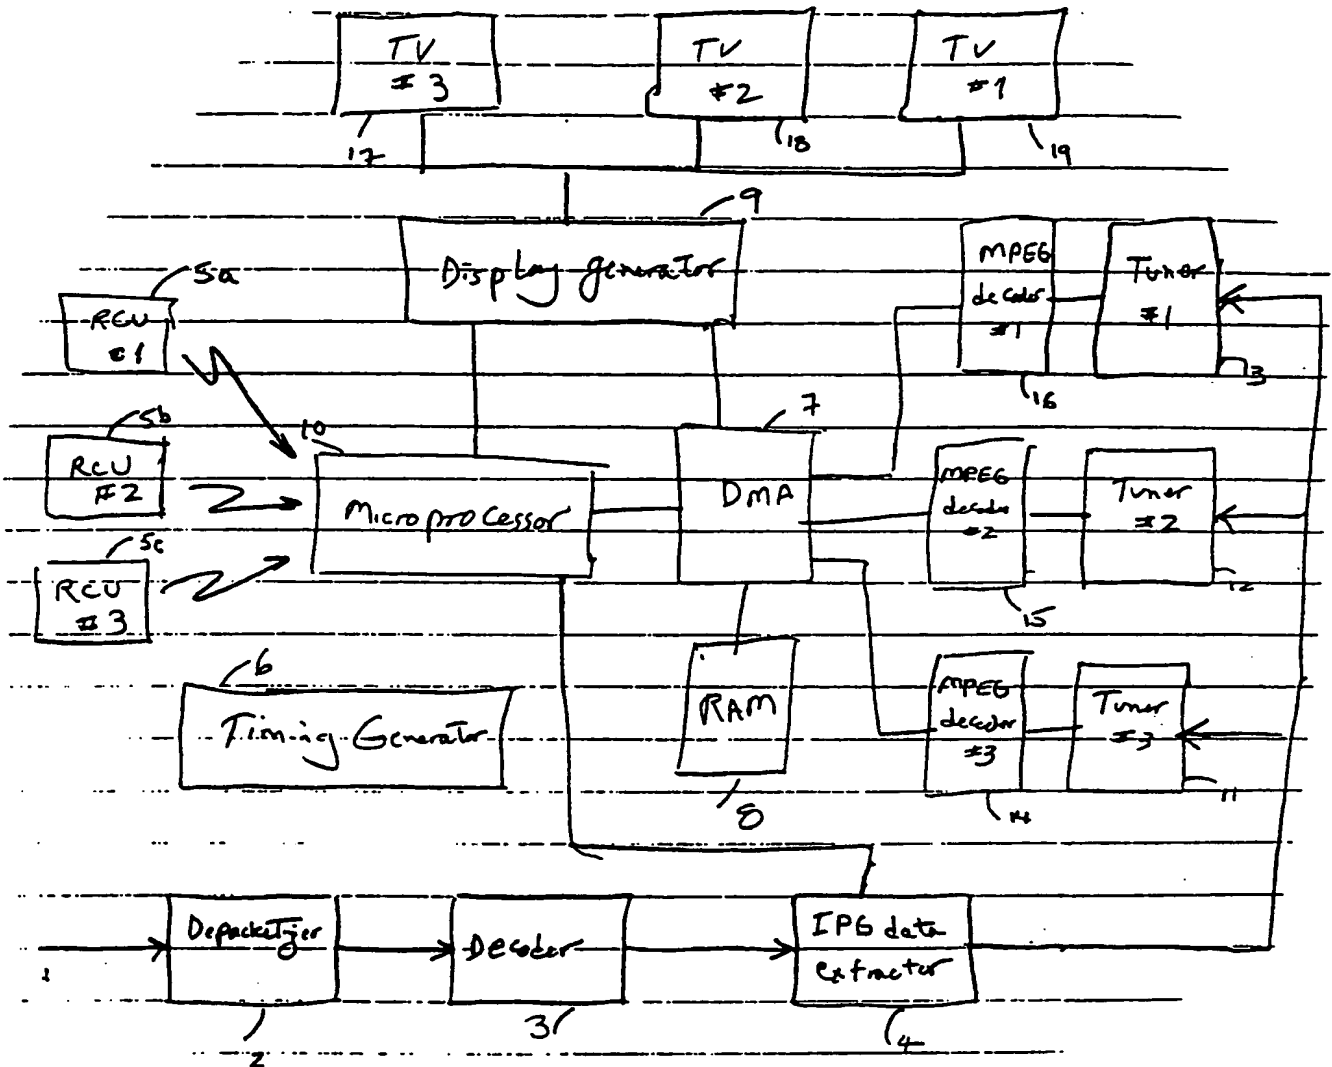 TV
#3
TV
#2
TV
#1
17
18
19
9
Display generator
5a
RCU
#1
MPEG
decoder
#1
Tuner
#1
16
13
5b
RCU
#2
10
Microprocessor
7
DMA
MPEG
decoder
#2
Tuner
#2
15
12
5c
RCU
#3
6
Timing Generator
RAM
8
MPEG
decoder
#3
Tuner
#3
14
11
1
Depacketizer
2
Decoder
3
IPG data
extractor
4